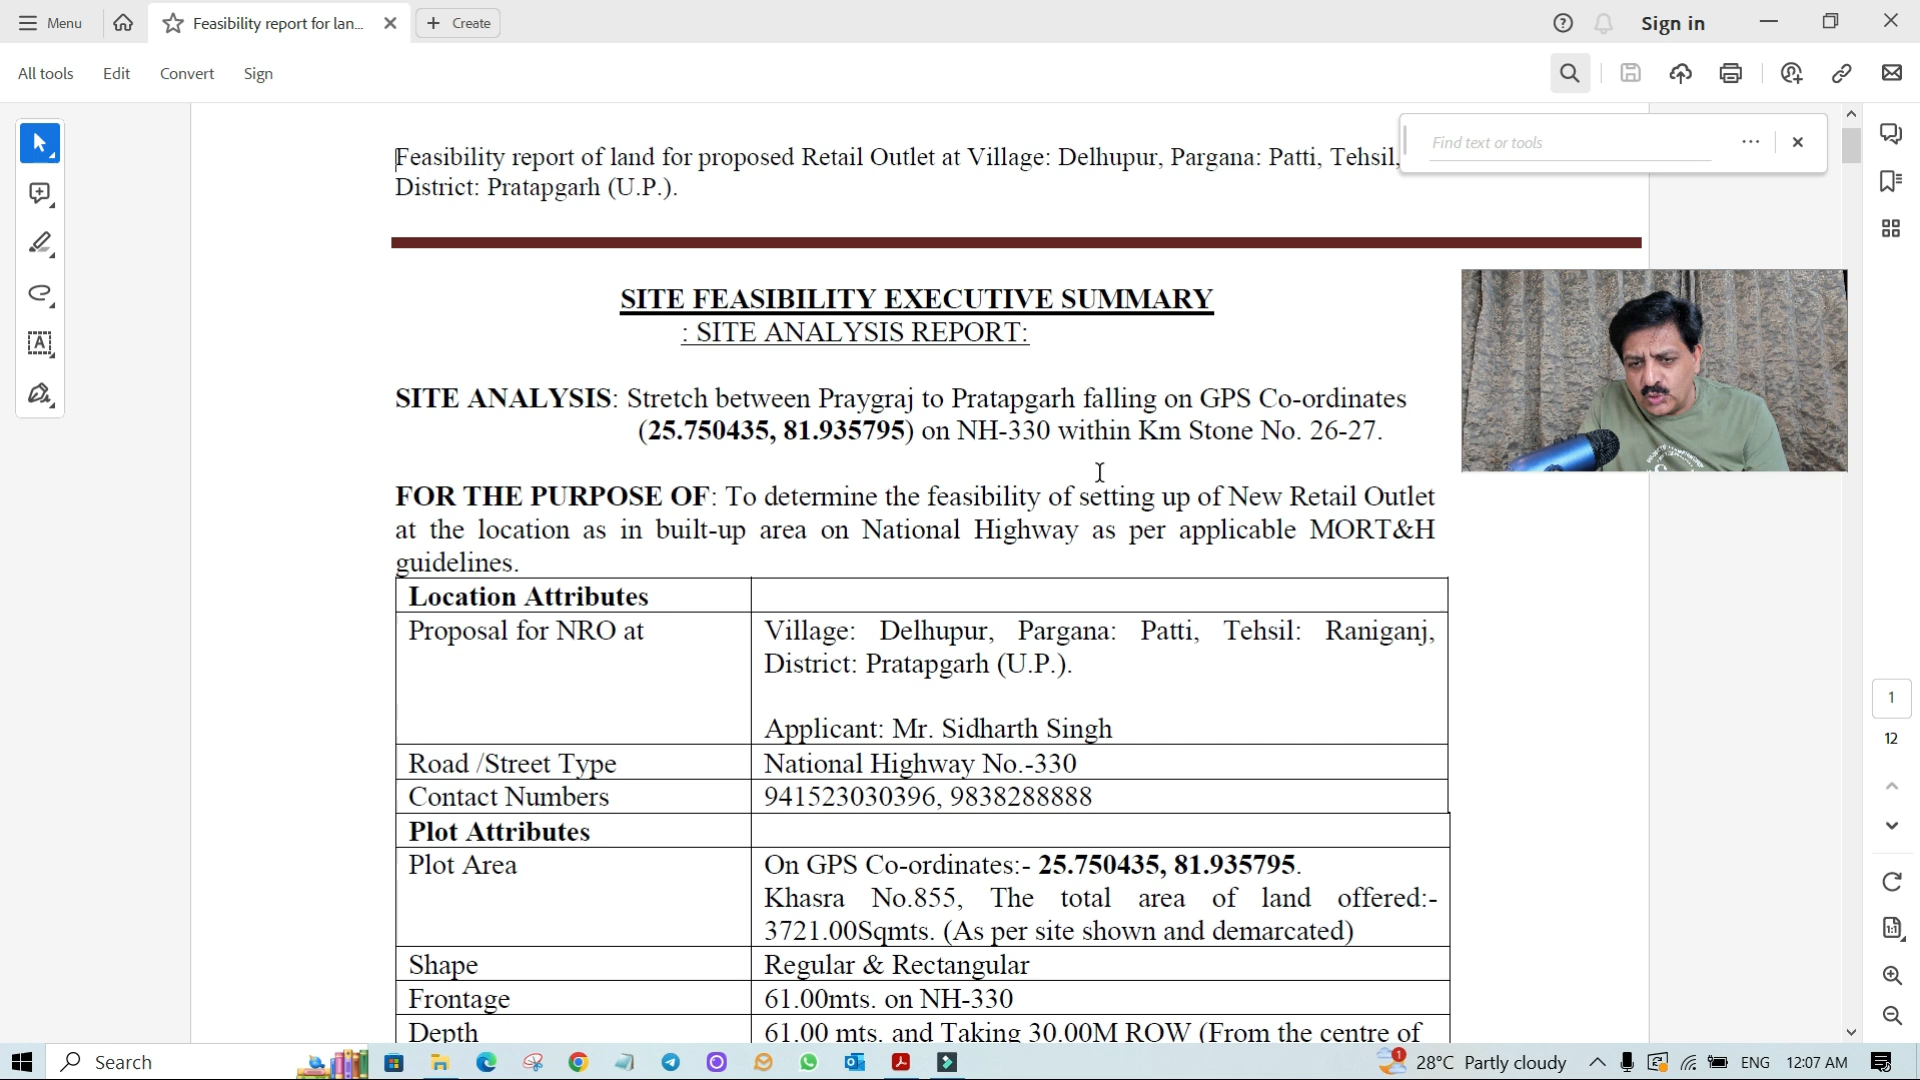 Menu
Feasibility report for lan...
Create
Sign in
All tools
Edit
Convert
Sign
Find text or tools
Feasibility report of land for proposed Retail Outlet at Village: Delhupur, Pargana: Patti, Tehsil,
District: Pratapgarh (U.P.).
SITE FEASIBILITY EXECUTIVE SUMMARY
: SITE ANALYSIS REPORT:
SITE ANALYSIS: Stretch between Praygraj to Pratapgarh falling on GPS Co-ordinates
(25.750435, 81.935795) on NH-330 within Km Stone No. 26-27.
FOR THE PURPOSE OF: To determine the feasibility of setting up of New Retail Outlet
at the location as in built-up area on National Highway as per applicable MORT&H
guidelines.
Location Attributes
Proposal for NRO at
Village: Delhupur, Pargana: Patti, Tehsil: Raniganj,
District: Pratapgarh (U.P.).
Applicant: Mr. Sidharth Singh
Road /Street Type
National Highway No.-330
Contact Numbers
941523030396, 9838288888
Plot Attributes
Plot Area
On GPS Co-ordinates:- 25.750435, 81.935795.
Khasra No.855, The total area of land offered:-
3721.00Sqmts. (As per site shown and demarcated)
Shape
Regular & Rectangular
Frontage
61.00mts. on NH-330
Depth
61.00 mts. and Taking 30.00M ROW (From the centre of
1
12
Search
1
28°C Partly cloudy
ENG
12:07 AM